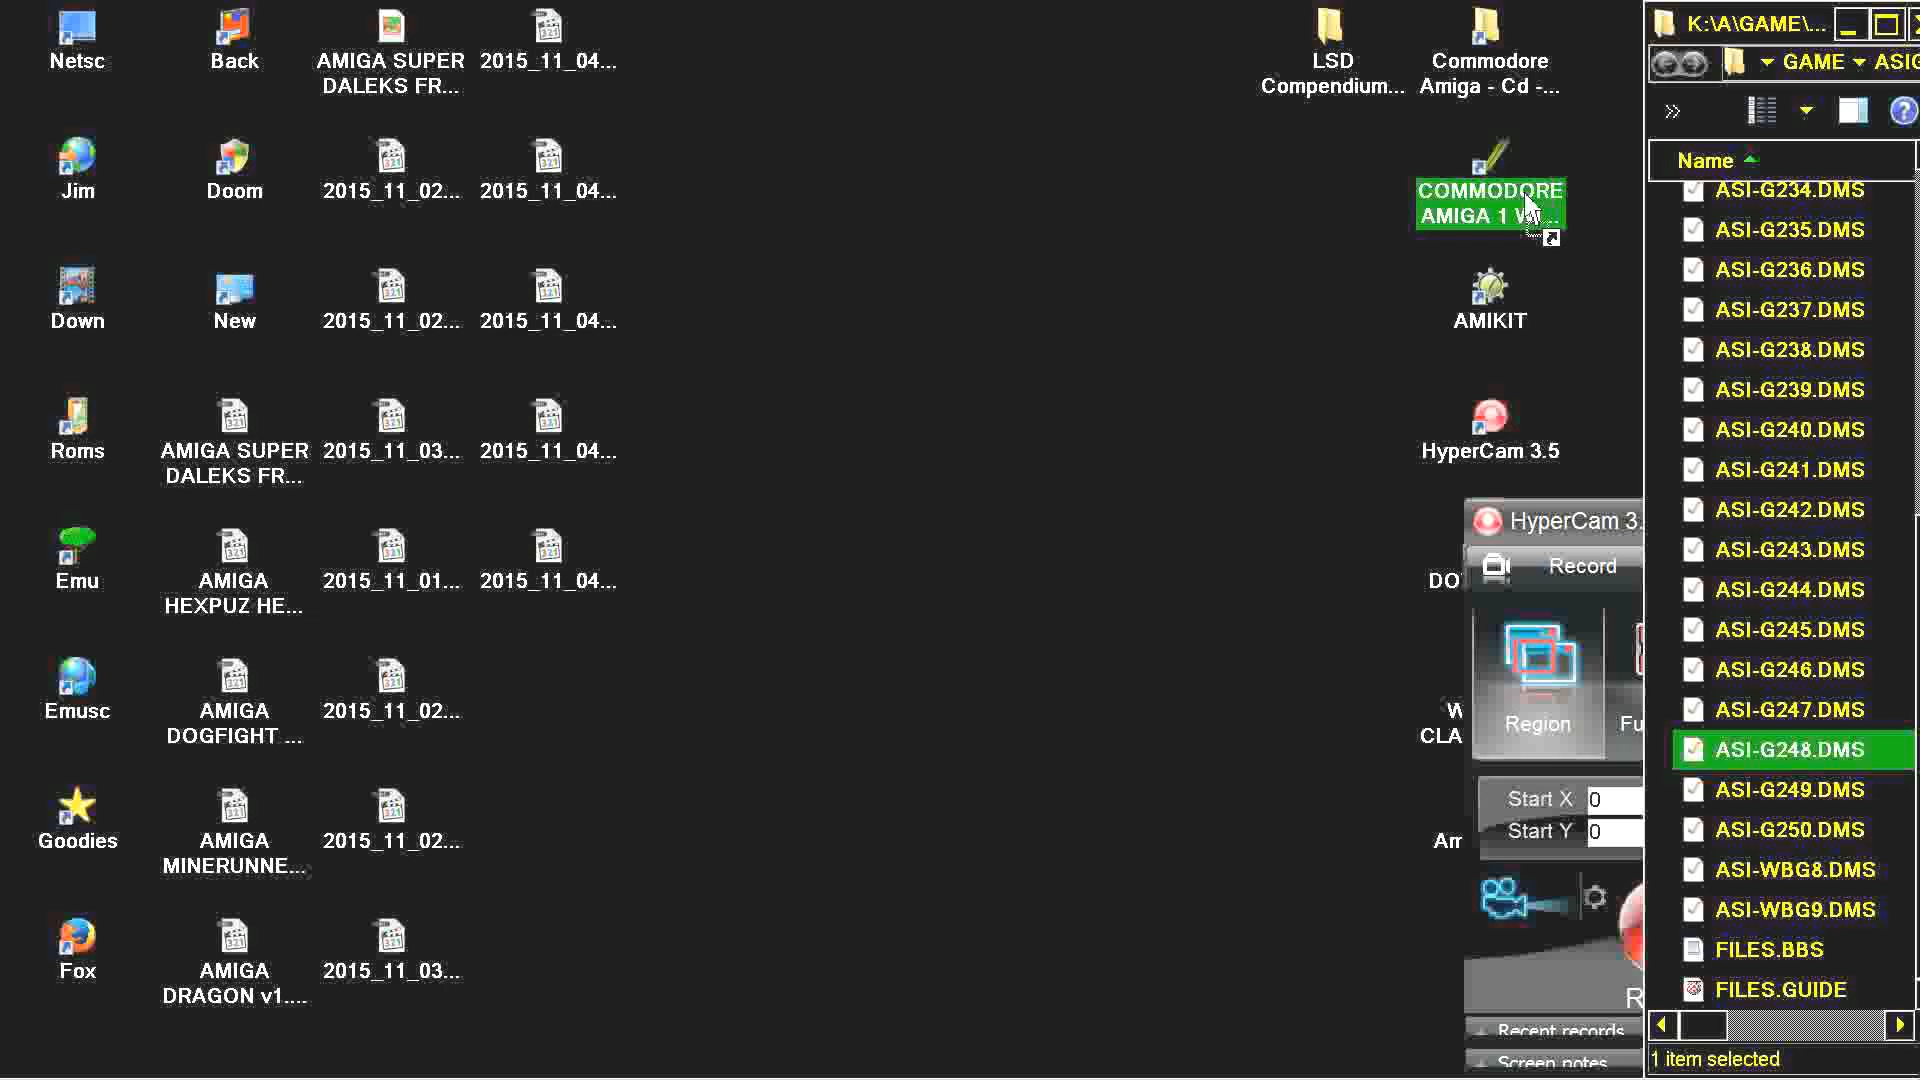 Netsc
Back
AMIGA SUPER
DALEKS FR...
2015_11_04...
Jim
Doom
2015_11_02...
2015_11_04...
Down
New
2015_11_02...
2015_11_04...
Roms
AMIGA SUPER
DALEKS FR...
2015_11_03...
2015_11_04...
Emu
AMIGA
HEXPUZ HE...
2015_11_01...
2015_11_04...
Emusc
AMIGA
DOGFIGHT ...
2015_11_02...
Goodies
AMIGA
MINERUNNE...
2015_11_02...
Fox
AMIGA
DRAGON v1....
2015_11_03...
LSD
Compendium...
Commodore
Amiga - Cd -...
COMMODORE
AMIGA 1 W...
AMIKIT
HyperCam 3.5
DO
W
CLA
Am
HyperCam 3.
Record
Region
Fu
Start X 0
Start Y 0
R
Recent records
Screen notes
K:\A\GAME\...
GAME ASIG
Name
ASI-G234.DMS
ASI-G235.DMS
ASI-G236.DMS
ASI-G237.DMS
ASI-G238.DMS
ASI-G239.DMS
ASI-G240.DMS
ASI-G241.DMS
ASI-G242.DMS
ASI-G243.DMS
ASI-G244.DMS
ASI-G245.DMS
ASI-G246.DMS
ASI-G247.DMS
ASI-G248.DMS
ASI-G249.DMS
ASI-G250.DMS
ASI-WBG8.DMS
ASI-WBG9.DMS
FILES.BBS
FILES.GUIDE
1 item selected